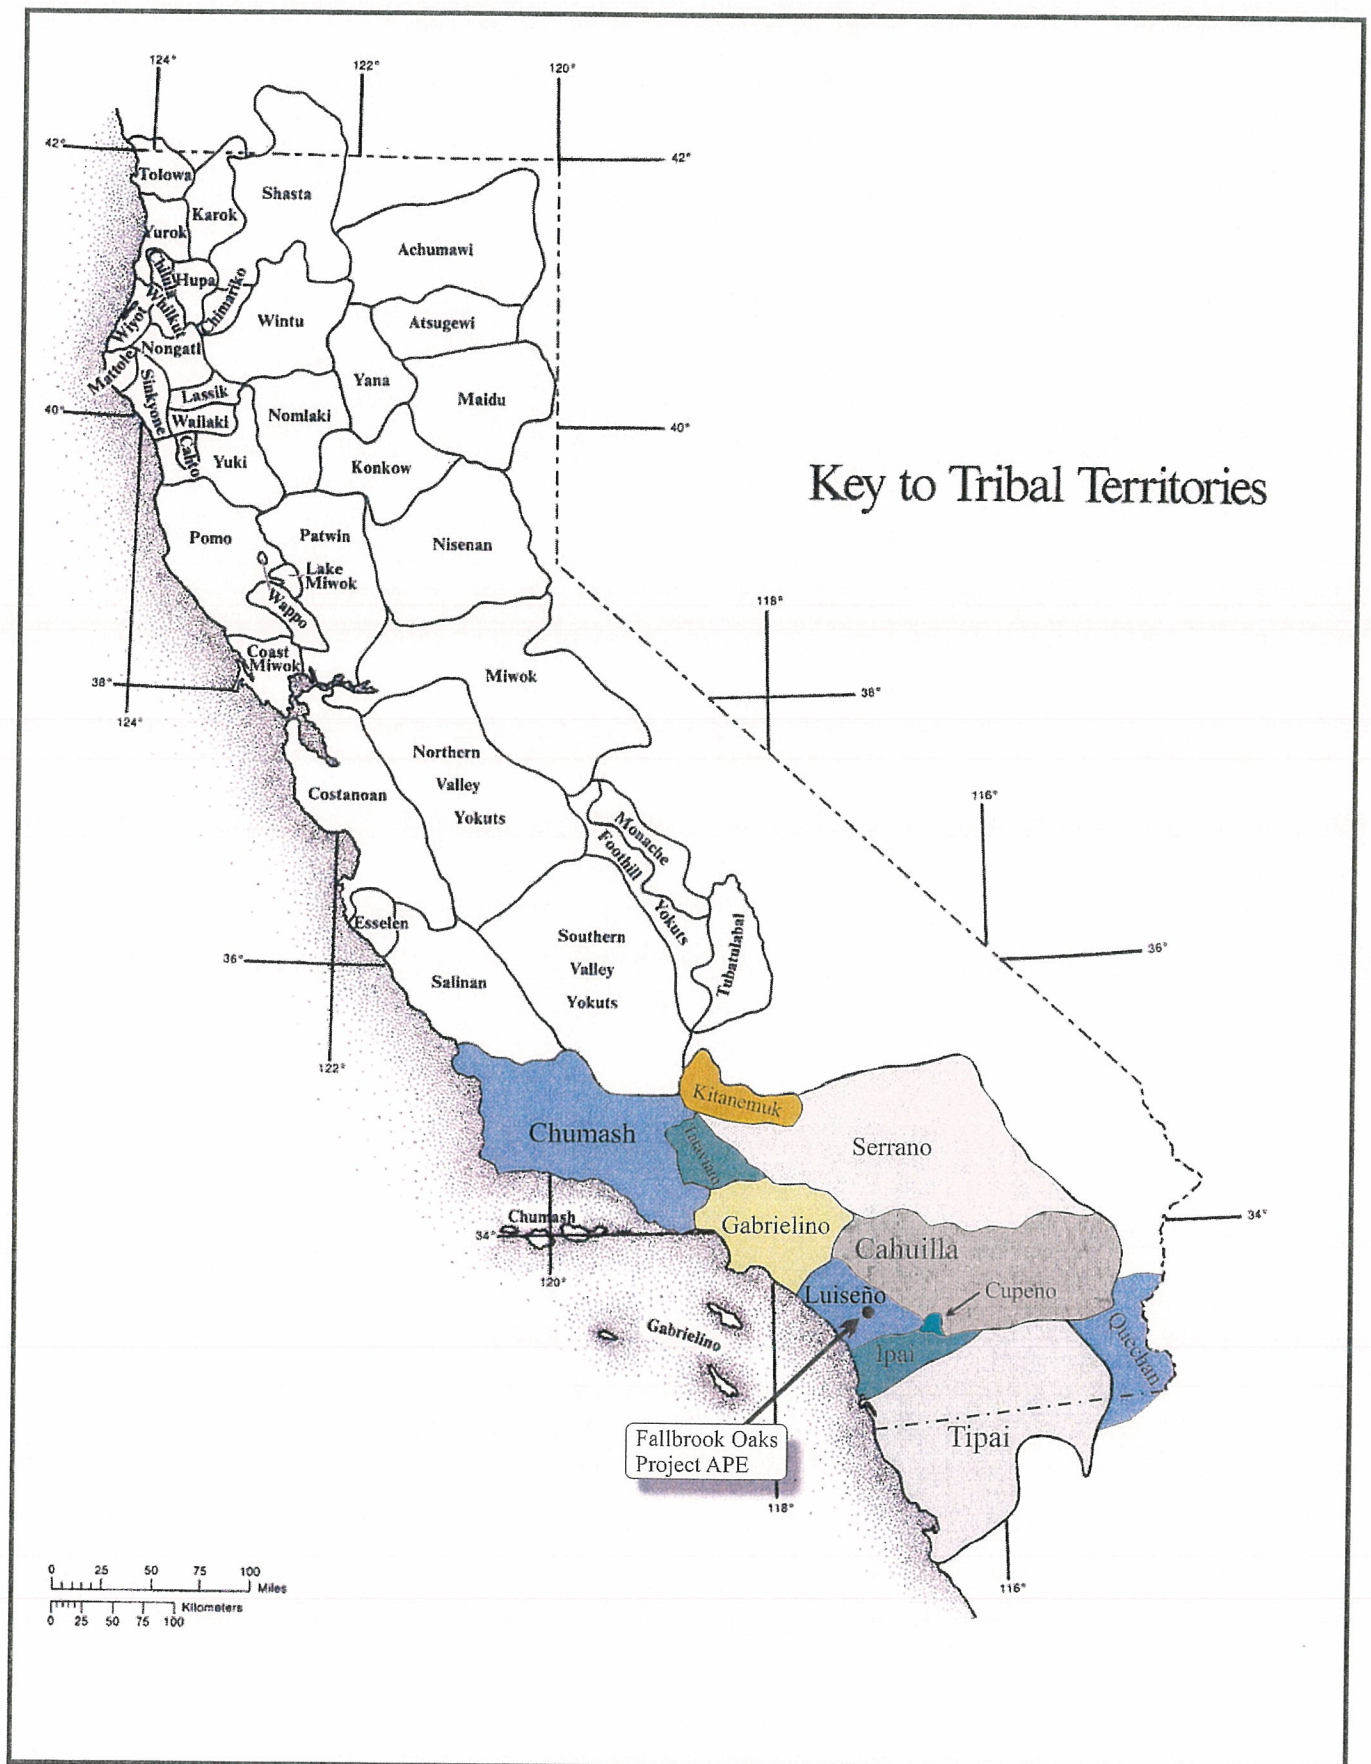 124°
122°
120°
42°
42°
Tolowa
Shasta
Karok
Yurok
Achumawi
Chilula
Hupa
Chimariko
Whilkut
Wiyot
Wintu
Atsugewi
Nongatl
Mattole
Sinkyone
Lassik
Yana
Maidu
40°
Wailaki
Nomlaki
40°
Cahto
Yuki
Konkow
Key to Tribal Territories
Pomo
Patwin
Nisenan
Lake
Miwok
Wappo
118°
Coast
Miwok
Miwok
38°
38°
124°
Northern
Valley
Yokuts
Costanoan
116°
Monache
Foothill
Yokuts
Esselen
Southern
Valley
Yokuts
Tubatulabal
36°
36°
Salinan
122°
Kitanemuk
Chumash
Tataviam
Serrano
Chumash
Gabrielino
34°
34°
Cahuilla
120°
Luiseño
Cupeno
Gabrielino
Quechan
Ipai
Fallbrook Oaks
Project APE
Tipai
118°
116°
0 25 50 75 100
Miles
Kilometers
0 25 50 75 100